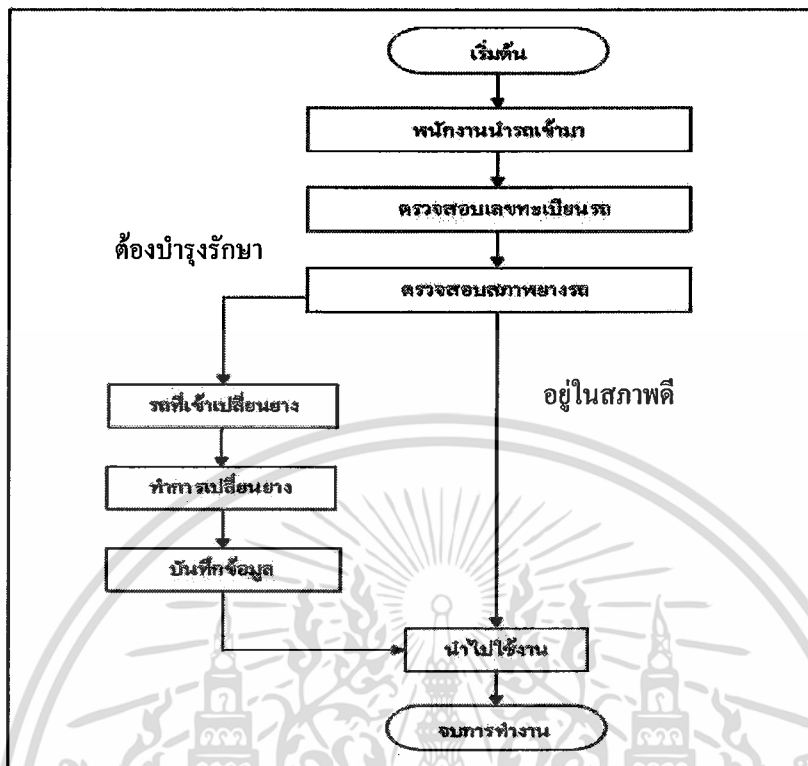 เริ่มต้น
พนักงานนำรถเข้ามา
ตรวจสอบเลขทะเบียนรถ
ต้องบำรุงรักษา
ตรวจสอบสภาพยางรถ
รถที่เข้าเปลี่ยนยาง
อยู่ในสภาพดี
ทำการเปลี่ยนยาง
บันทึกข้อมูล
นำไปใช้งาน
จบการทำงาน